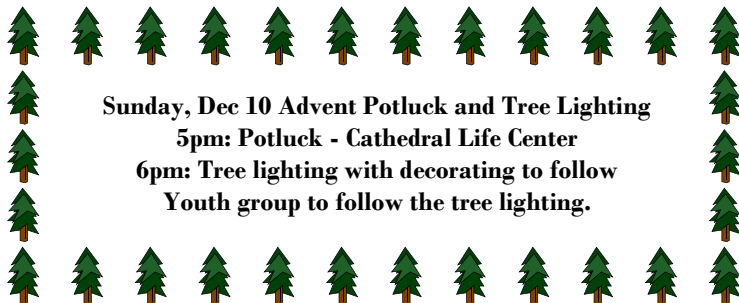 Sunday, Dec 10 Advent Potluck and Tree Lighting
5pm: Potluck - Cathedral Life Center
6pm: Tree lighting with decorating to follow
Youth group to follow the tree lighting.